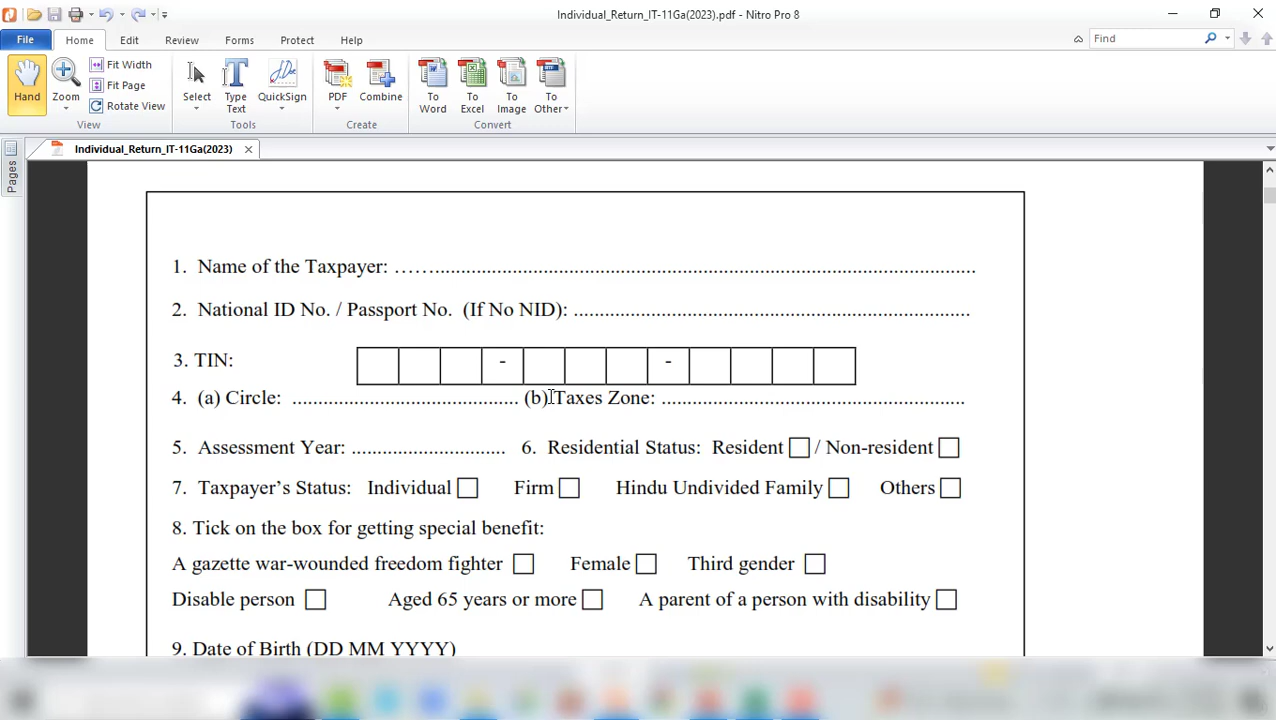 Individual_Return_IT-11Ga(2023).pdf - Nitro Pro 8
File Home Edit Review Forms Protect Help
Find
Hand
Zoom
Fit Width
Fit Page
Rotate View
View
Select
Type Text
QuickSign
Tools
PDF
Combine
Create
To Word
To Excel
To Image
To Other
Convert
Pages
Individual_Return_IT-11Ga(2023)
1. Name of the Taxpayer: ……........................................................................................................
2. National ID No. / Passport No. (If No NID): ............................................................................
3. TIN: - -
4. (a) Circle: ............................................ (b) Taxes Zone: ..........................................................
5. Assessment Year: ............................. 6. Residential Status: Resident / Non-resident
7. Taxpayer’s Status: Individual Firm Hindu Undivided Family Others
8. Tick on the box for getting special benefit:
A gazette war-wounded freedom fighter Female Third gender
Disable person Aged 65 years or more A parent of a person with disability
9. Date of Birth (DD MM YYYY)